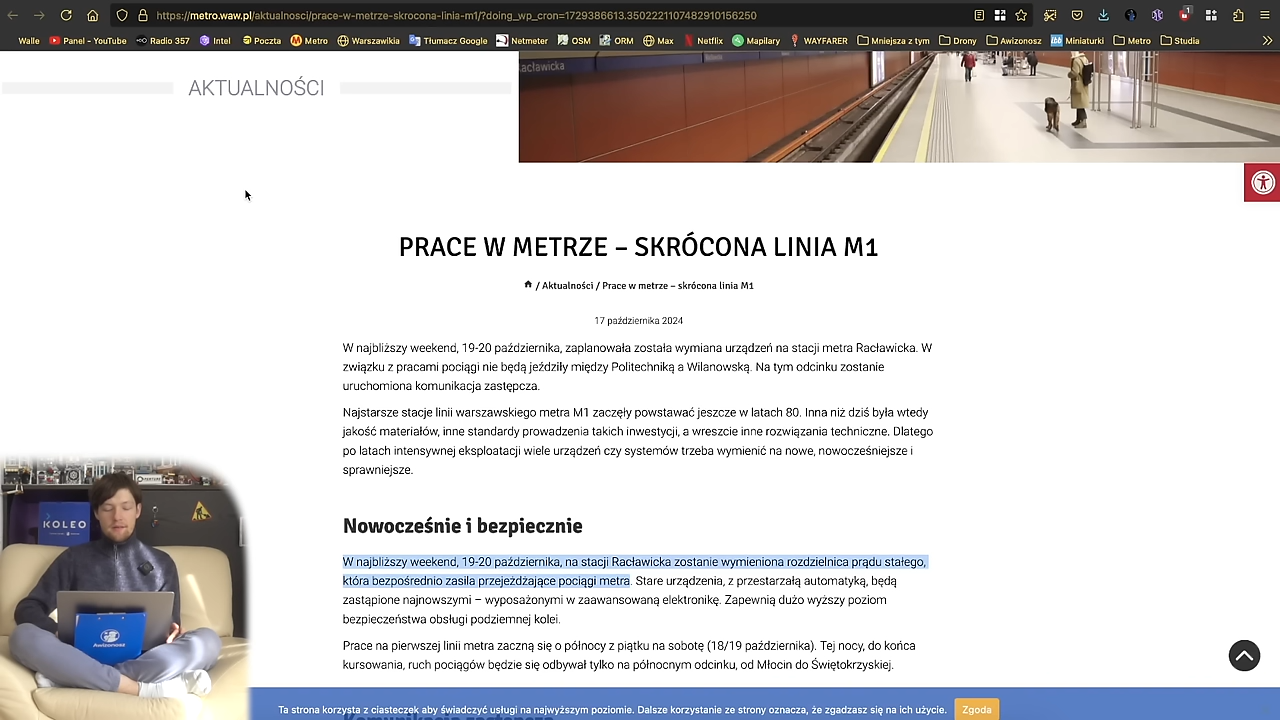 https://metro.waw.pl/aktualnosci/prace-w-metrze-skrocona-linia-m1/?doing_wp_cron=1729386613.3502221107482910156250
Walle Panel - YouTube Radio 357 Intel Poczta Metro Warszawikia Tłumacz Google Netmeter OSM ORM Max Netflix Mapilary WAYFARER Mniejsza z tym Drony Awizonosz Miniaturki Metro Studia
AKTUALNOŚCI
Racławicka
PRACE W METRZE – SKRÓCONA LINIA M1
/ Aktualności / Prace w metrze – skrócona linia M1
17 października 2024
W najbliższy weekend, 19-20 października, zaplanowała została wymiana urządzeń na stacji metra Racławicka. W
związku z pracami pociągi nie będą jeździły między Politechniką a Wilanowską. Na tym odcinku zostanie
uruchomiona komunikacja zastępcza.
Najstarsze stacje linii warszawskiego metra M1 zaczęły powstawać jeszcze w latach 80. Inna niż dziś była wtedy
jakość materiałów, inne standardy prowadzenia takich inwestycji, a wreszcie inne rozwiązania techniczne. Dlatego
po latach intensywnej eksploatacji wiele urządzeń czy systemów trzeba wymienić na nowe, nowocześniejsze i
sprawniejsze.
Nowocześnie i bezpiecznie
W najbliższy weekend, 19-20 października, na stacji Racławicka zostanie wymieniona rozdzielnica prądu stałego,
która bezpośrednio zasila przejeżdżające pociągi metra. Stare urządzenia, z przestarzałą automatyką, będą
zastąpione najnowszymi – wyposażonymi w zaawansowaną elektronikę. Zapewnią dużo wyższy poziom
bezpieczeństwa obsługi podziemnej kolei.
Prace na pierwszej linii metra zaczną się o północy z piątku na sobotę (18/19 października). Tej nocy, do końca
kursowania, ruch pociągów będzie się odbywał tylko na północnym odcinku, od Młocin do Świętokrzyskiej.
KOLEO
Awizonosz
Komunikacja zastępcza
Ta strona korzysta z ciasteczek aby świadczyć usługi na najwyższym poziomie. Dalsze korzystanie ze strony oznacza, że zgadzasz się na ich użycie. Zgoda